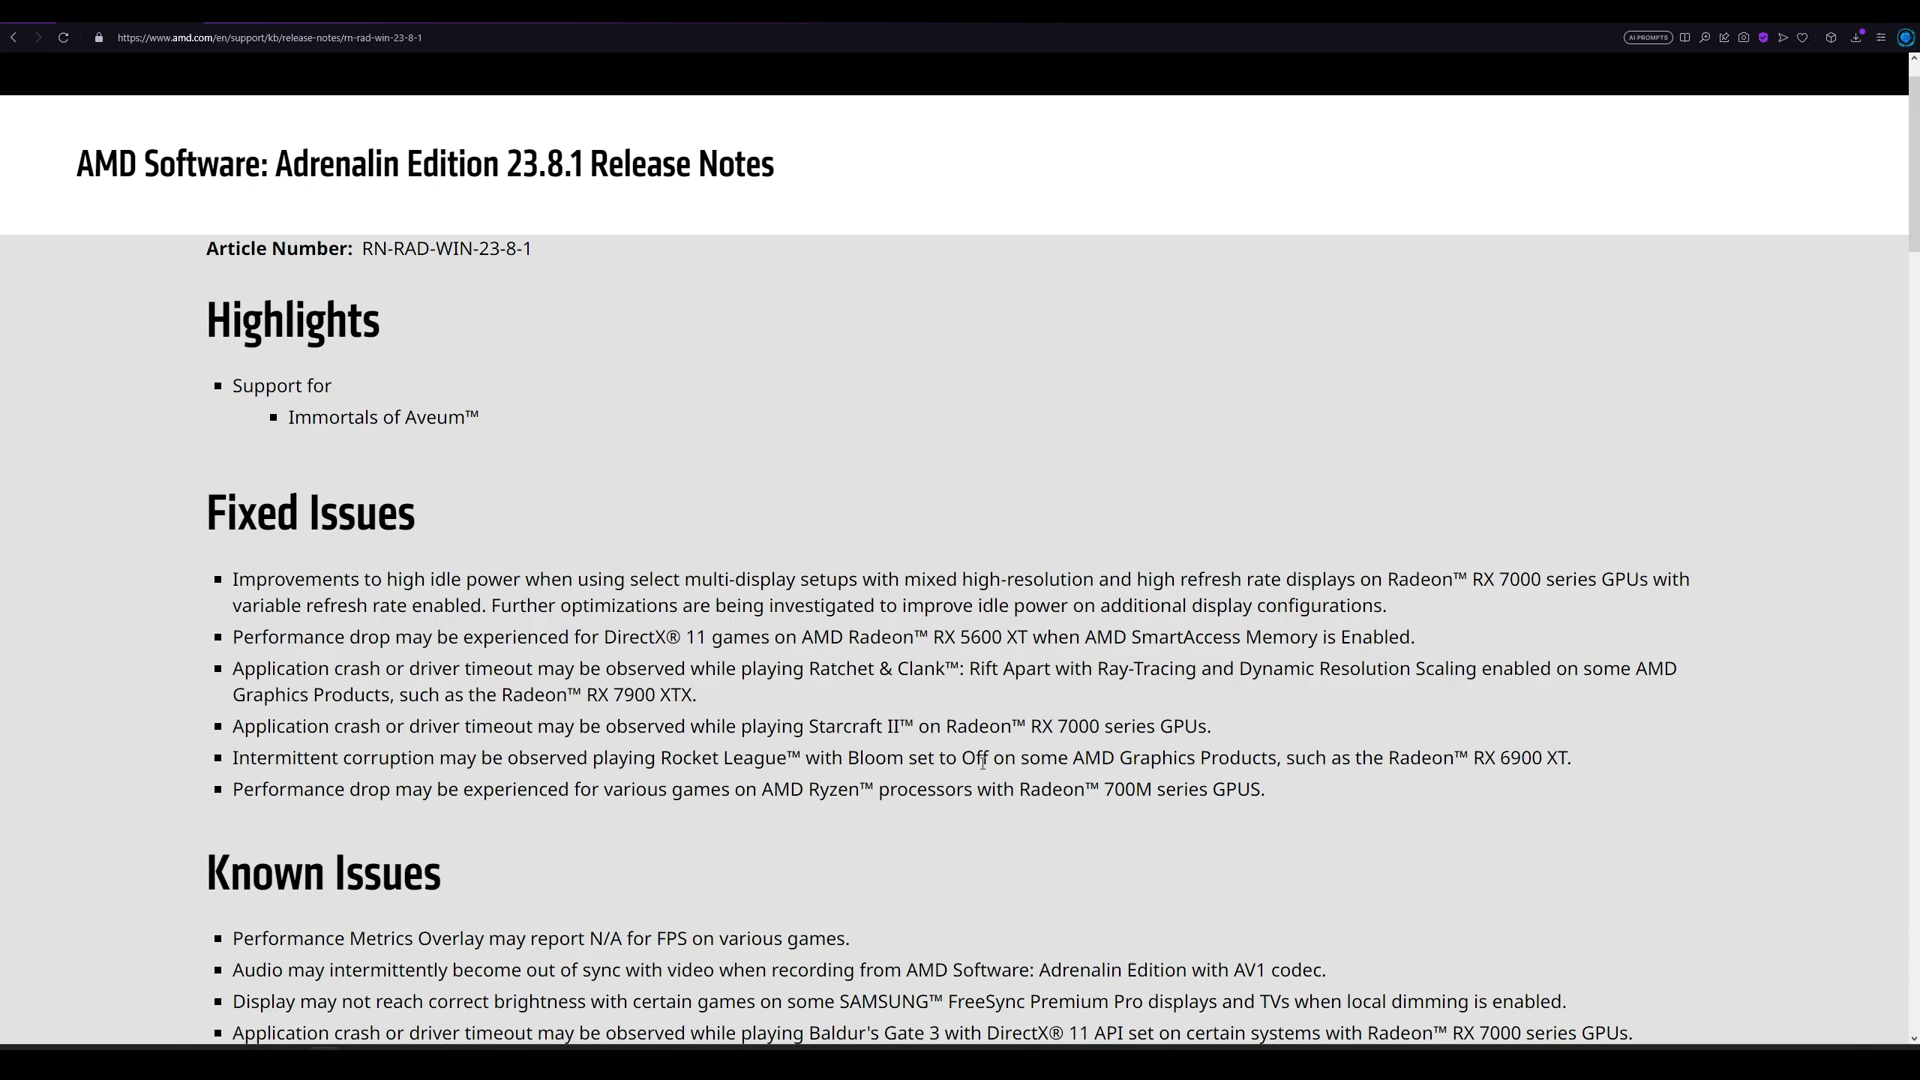 https://www.amd.com/en/support/kb/release-notes/rn-rad-win-23-8-1
AI PROMPTS
AMD Software: Adrenalin Edition 23.8.1 Release Notes
Article Number: RN-RAD-WIN-23-8-1
Highlights
Support for
Immortals of Aveum™
Fixed Issues
Improvements to high idle power when using select multi-display setups with mixed high-resolution and high refresh rate displays on Radeon™ RX 7000 series GPUs with
variable refresh rate enabled. Further optimizations are being investigated to improve idle power on additional display configurations.
Performance drop may be experienced for DirectX® 11 games on AMD Radeon™ RX 5600 XT when AMD SmartAccess Memory is Enabled.
Application crash or driver timeout may be observed while playing Ratchet & Clank™: Rift Apart with Ray-Tracing and Dynamic Resolution Scaling enabled on some AMD
Graphics Products, such as the Radeon™ RX 7900 XTX.
Application crash or driver timeout may be observed while playing Starcraft II™ on Radeon™ RX 7000 series GPUs.
Intermittent corruption may be observed playing Rocket League™ with Bloom set to Off on some AMD Graphics Products, such as the Radeon™ RX 6900 XT.
Performance drop may be experienced for various games on AMD Ryzen™ processors with Radeon™ 700M series GPUS.
Known Issues
Performance Metrics Overlay may report N/A for FPS on various games.
Audio may intermittently become out of sync with video when recording from AMD Software: Adrenalin Edition with AV1 codec.
Display may not reach correct brightness with certain games on some SAMSUNG™ FreeSync Premium Pro displays and TVs when local dimming is enabled.
Application crash or driver timeout may be observed while playing Baldur's Gate 3 with DirectX® 11 API set on certain systems with Radeon™ RX 7000 series GPUs.